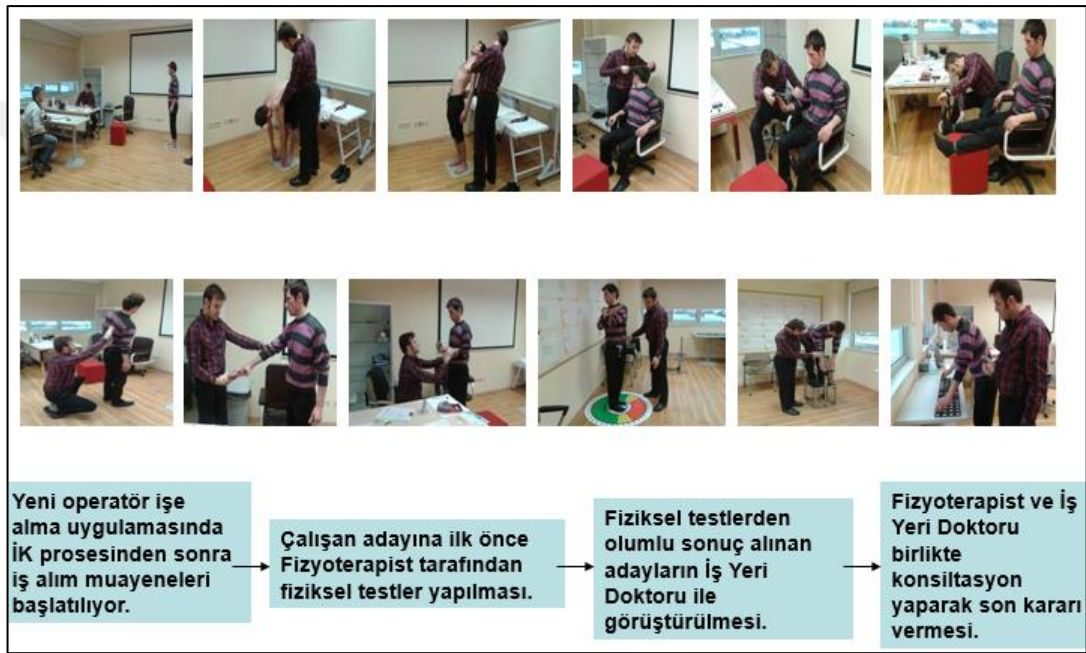 Yeni operatör işe
alma uygulamasında
İK prosesinden sonra
iş alım muayeneleri
başlatılıyor.
Çalışan adayına ilk önce
Fizyoterapist tarafından
fiziksel testler yapılması.
Fiziksel testlerden
olumlu sonuç alınan
adayların İş Yeri
Doktoru ile
görüştürülmesi.
Fizyoterapist ve İş
Yeri Doktoru
birlikte
konsiltasyon
yaparak son kararı
vermesi.